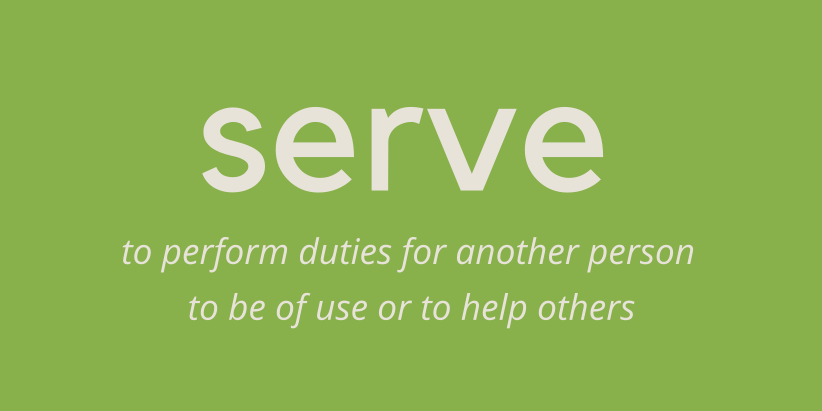 serve
to perform duties for another person
to be of use or to help others